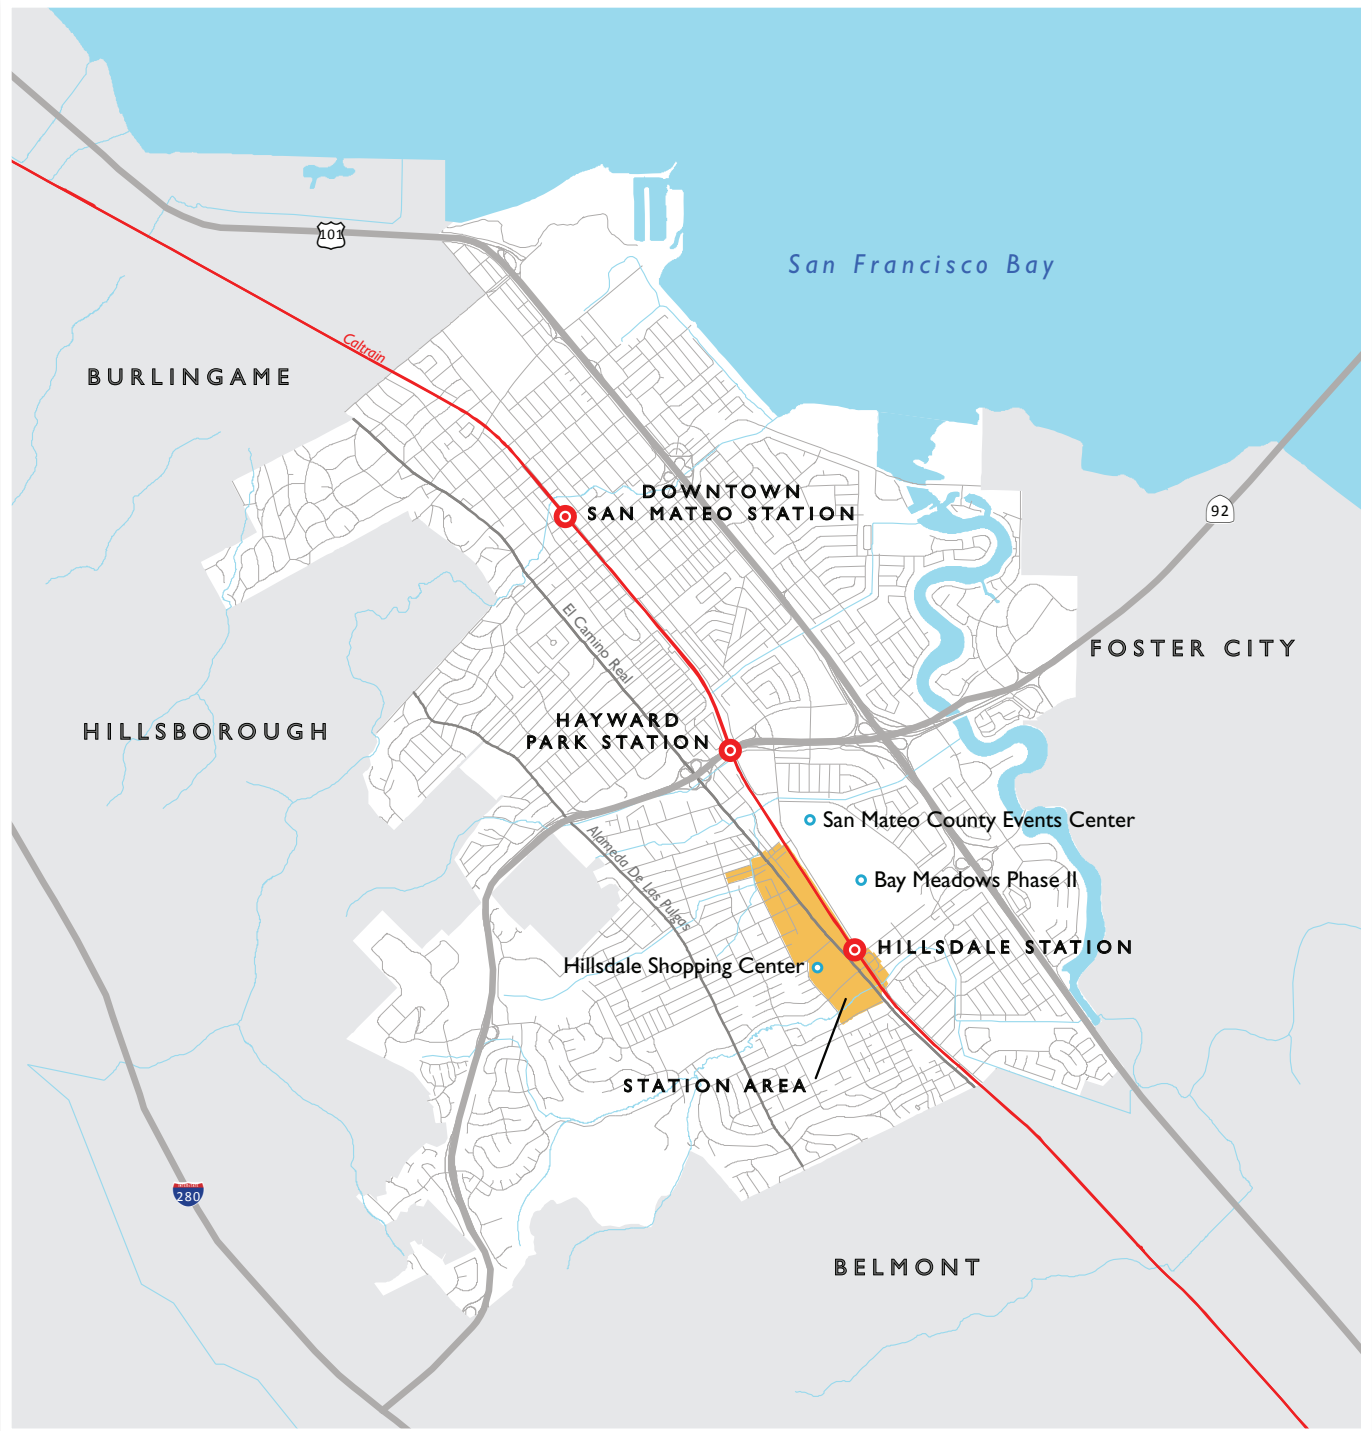 101
San Francisco Bay
Caltrain
BURLINGAME
DOWNTOWN
SAN MATEO STATION
92
El Camino Real
FOSTER CITY
HAYWARD
PARK STATION
HILLSBOROUGH
San Mateo County Events Center
Alameda De Las Pulgas
Bay Meadows Phase II
HILLSDALE STATION
Hillsdale Shopping Center
STATION AREA
280
BELMONT